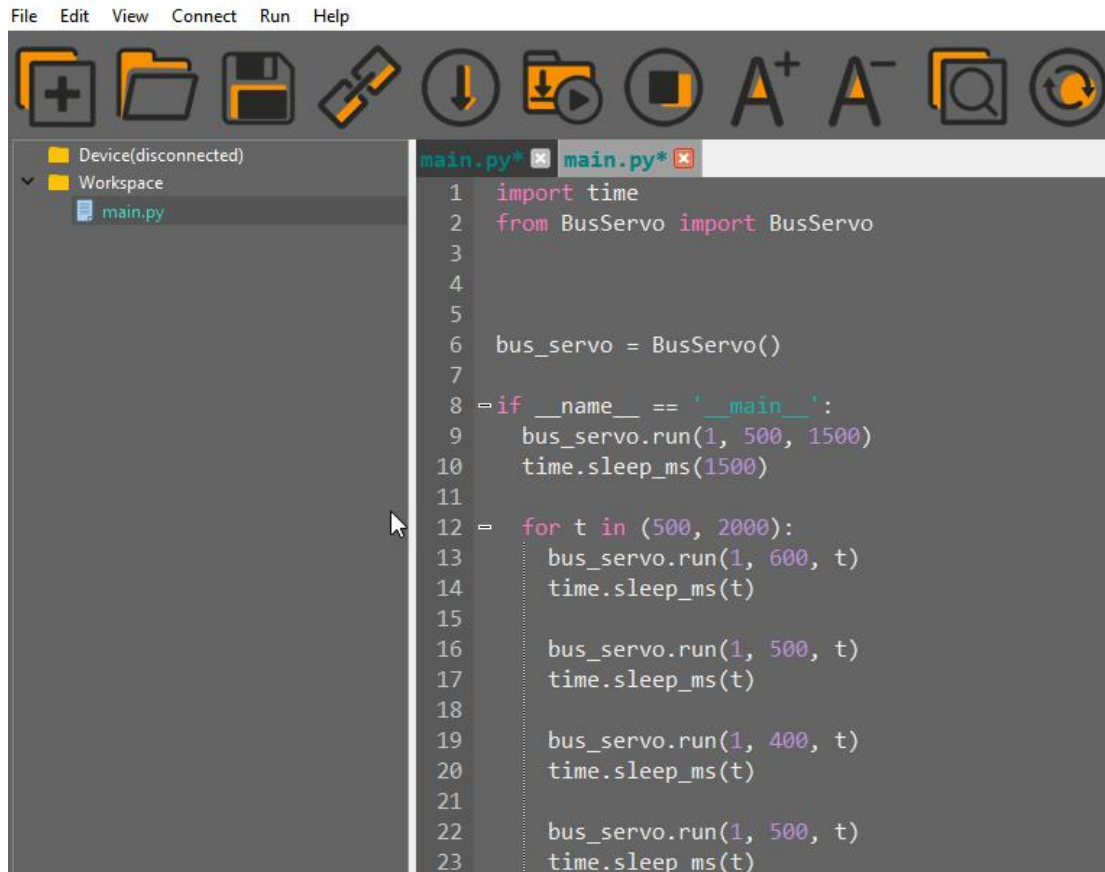 File Edit View Connect Run Help
A+ A-
Device(disconnected)
Workspace
main.py
main.py* main.py*
1 import time
2 from BusServo import BusServo
3
4
5
6 bus_servo = BusServo()
7
8 if __name__ == '__main__':
9 bus_servo.run(1, 500, 1500)
10 time.sleep_ms(1500)
11
12 for t in (500, 2000):
13 bus_servo.run(1, 600, t)
14 time.sleep_ms(t)
15
16 bus_servo.run(1, 500, t)
17 time.sleep_ms(t)
18
19 bus_servo.run(1, 400, t)
20 time.sleep_ms(t)
21
22 bus_servo.run(1, 500, t)
23 time.sleep_ms(t)